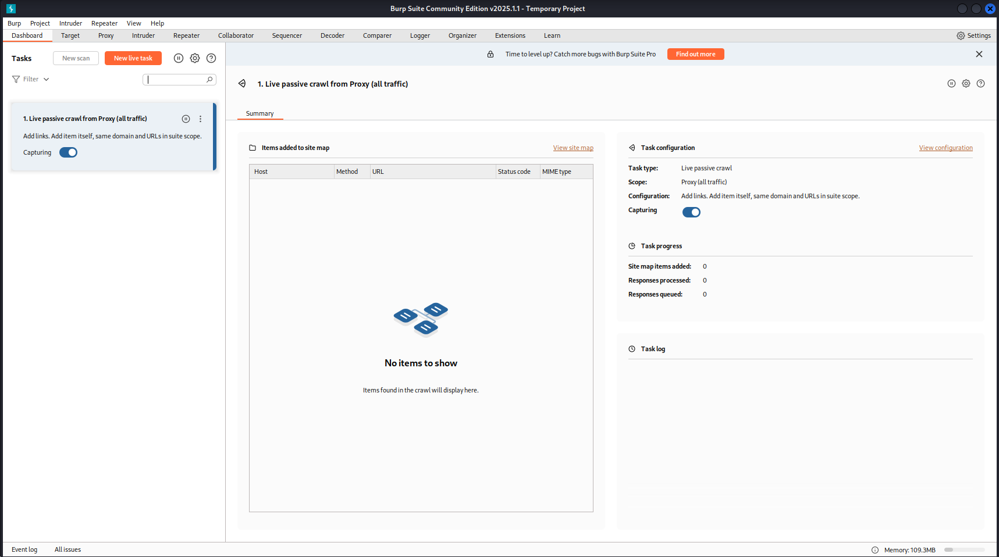 Burp Suite Community Edition v2025.1.1 - Temporary Project
Burp Project Intruder Repeater View Help
Dashboard Target Proxy Intruder Repeater Collaborator Sequencer Decoder Comparer Logger Organizer Extensions Learn Settings
Tasks New scan New live task
Filter
1. Live passive crawl from Proxy (all traffic)
Add links. Add item itself, same domain and URLs in suite scope.
Capturing
Time to level up? Catch more bugs with Burp Suite Pro Find out more
1. Live passive crawl from Proxy (all traffic)
Summary
Items added to site map View site map
Host Method URL Status code MIME type
No items to show
Items found in the crawl will display here.
Task configuration View configuration
Task type: Live passive crawl
Scope: Proxy (all traffic)
Configuration: Add links. Add item itself, same domain and URLs in suite scope.
Capturing
Task progress
Site map items added: 0
Responses processed: 0
Responses queued: 0
Task log
Event log All issues Memory: 109.3MB